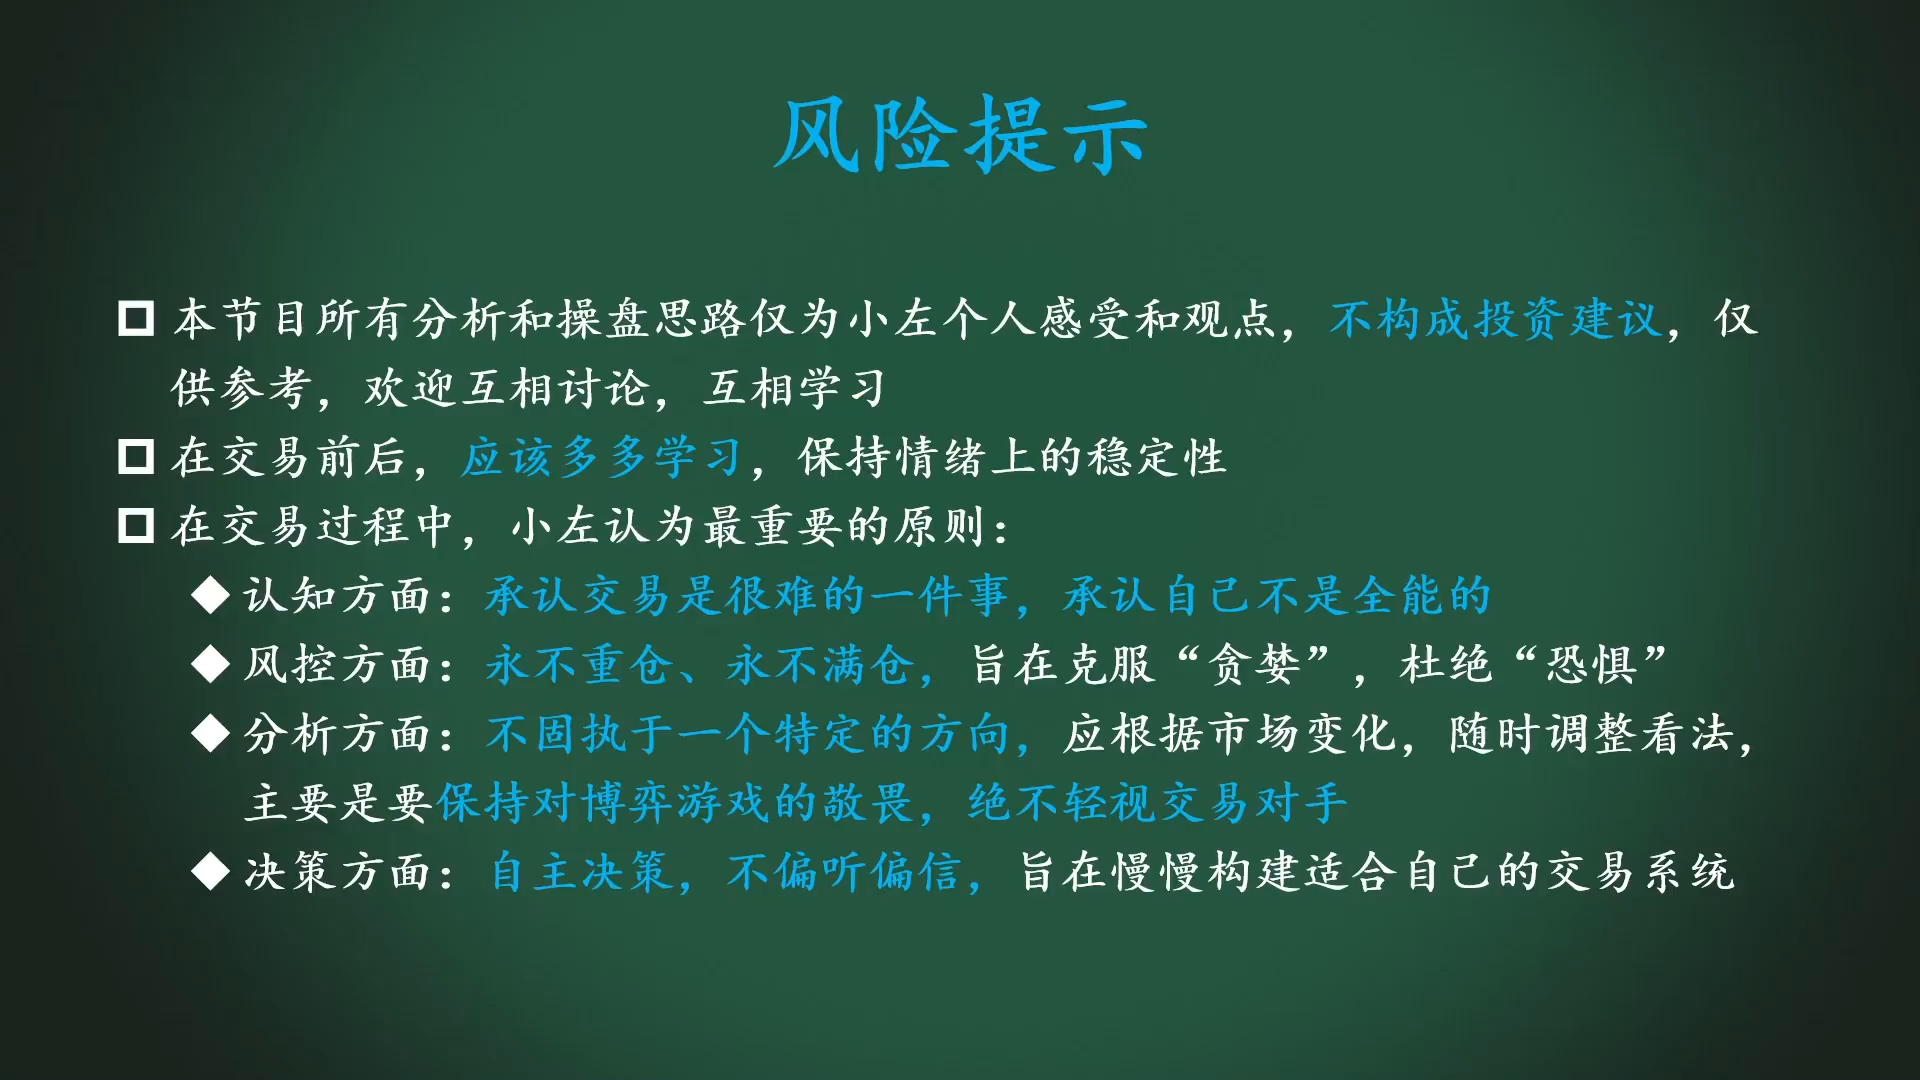 风险提示
本节目所有分析和操盘思路仅为小左个人感受和观点，不构成投资建议，仅
供参考，欢迎互相讨论，互相学习
在交易前后，应该多多学习，保持情绪上的稳定性
在交易过程中，小左认为最重要的原则：
认知方面：承认交易是很难的一件事，承认自己不是全能的
风控方面：永不重仓、永不满仓，旨在克服“贪婪”，杜绝“恐惧”
分析方面：不固执于一个特定的方向，应根据市场变化，随时调整看法，
主要是要保持对博弈游戏的敬畏，绝不轻视交易对手
决策方面：自主决策，不偏听偏信，旨在慢慢构建适合自己的交易系统